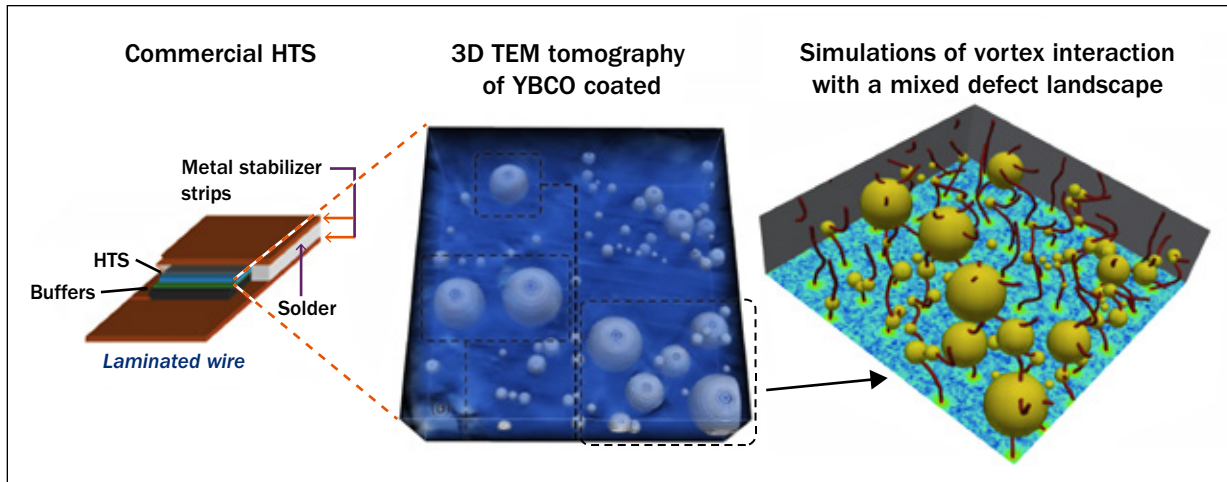 Commercial HTS
3D TEM tomography
of YBCO coated
Simulations of vortex interaction
with a mixed defect landscape
Metal stabilizer
strips
HTS
Buffers
Solder
Laminated wire